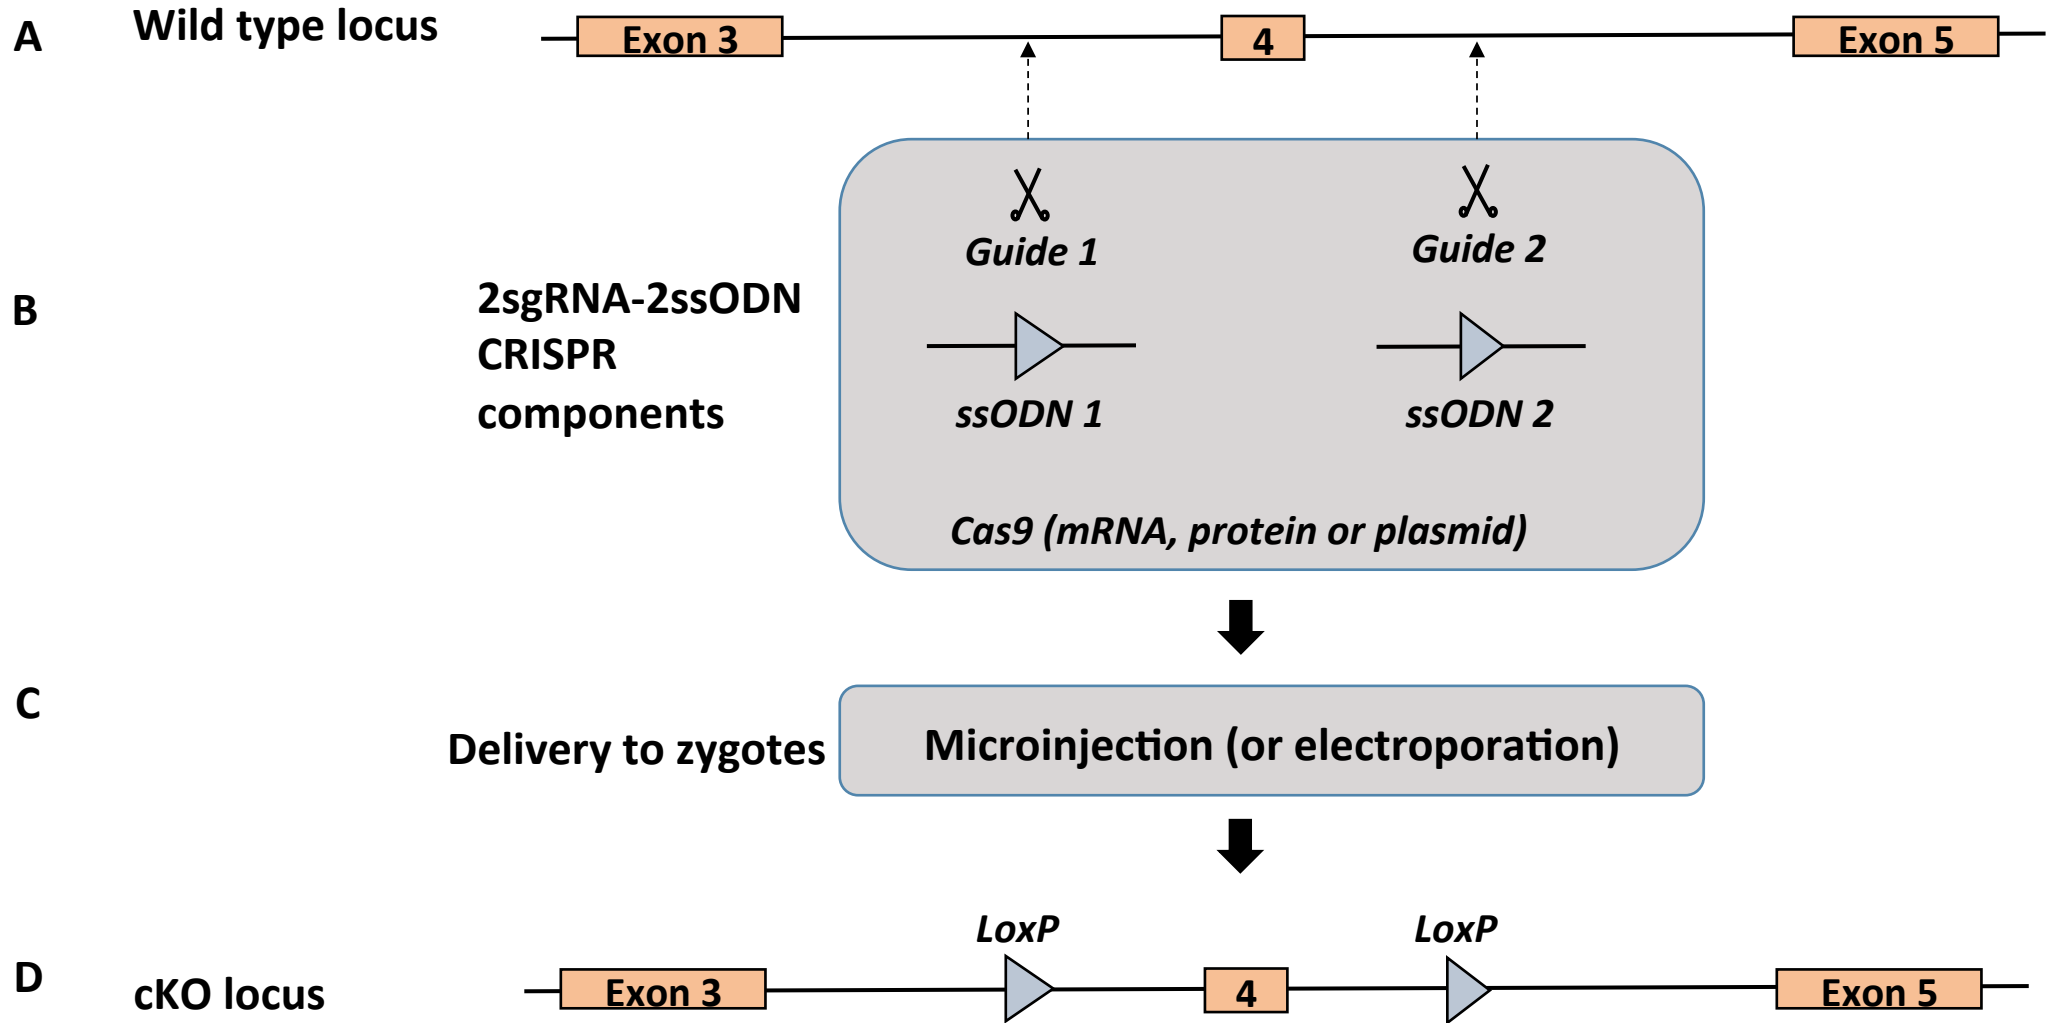 A
Wild type locus
Exon 3
4
Exon 5
B
2sgRNA-2ssODN
CRISPR
components
Guide 1
Guide 2
ssODN 1
ssODN 2
Cas9 (mRNA, protein or plasmid)
C
Delivery to zygotes
Microinjection (or electroporation)
D
cKO locus
LoxP
LoxP
Exon 3
4
Exon 5